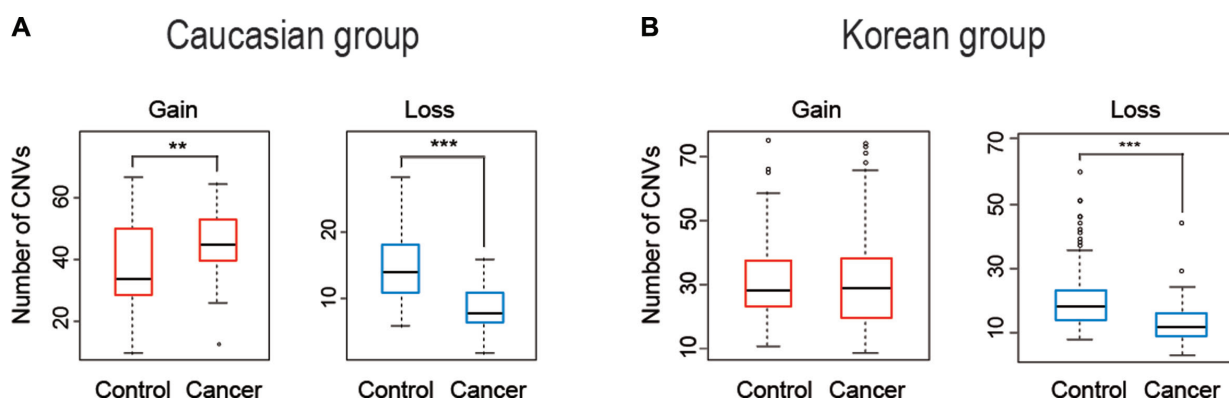 A
Caucasian group
Gain
Loss
Number of CNVs
60
40
20
**
20
10
***
Control Cancer
Control Cancer
B
Korean group
Gain
Loss
Number of CNVs
70
50
30
10
70
50
30
10
***
Control Cancer
Control Cancer